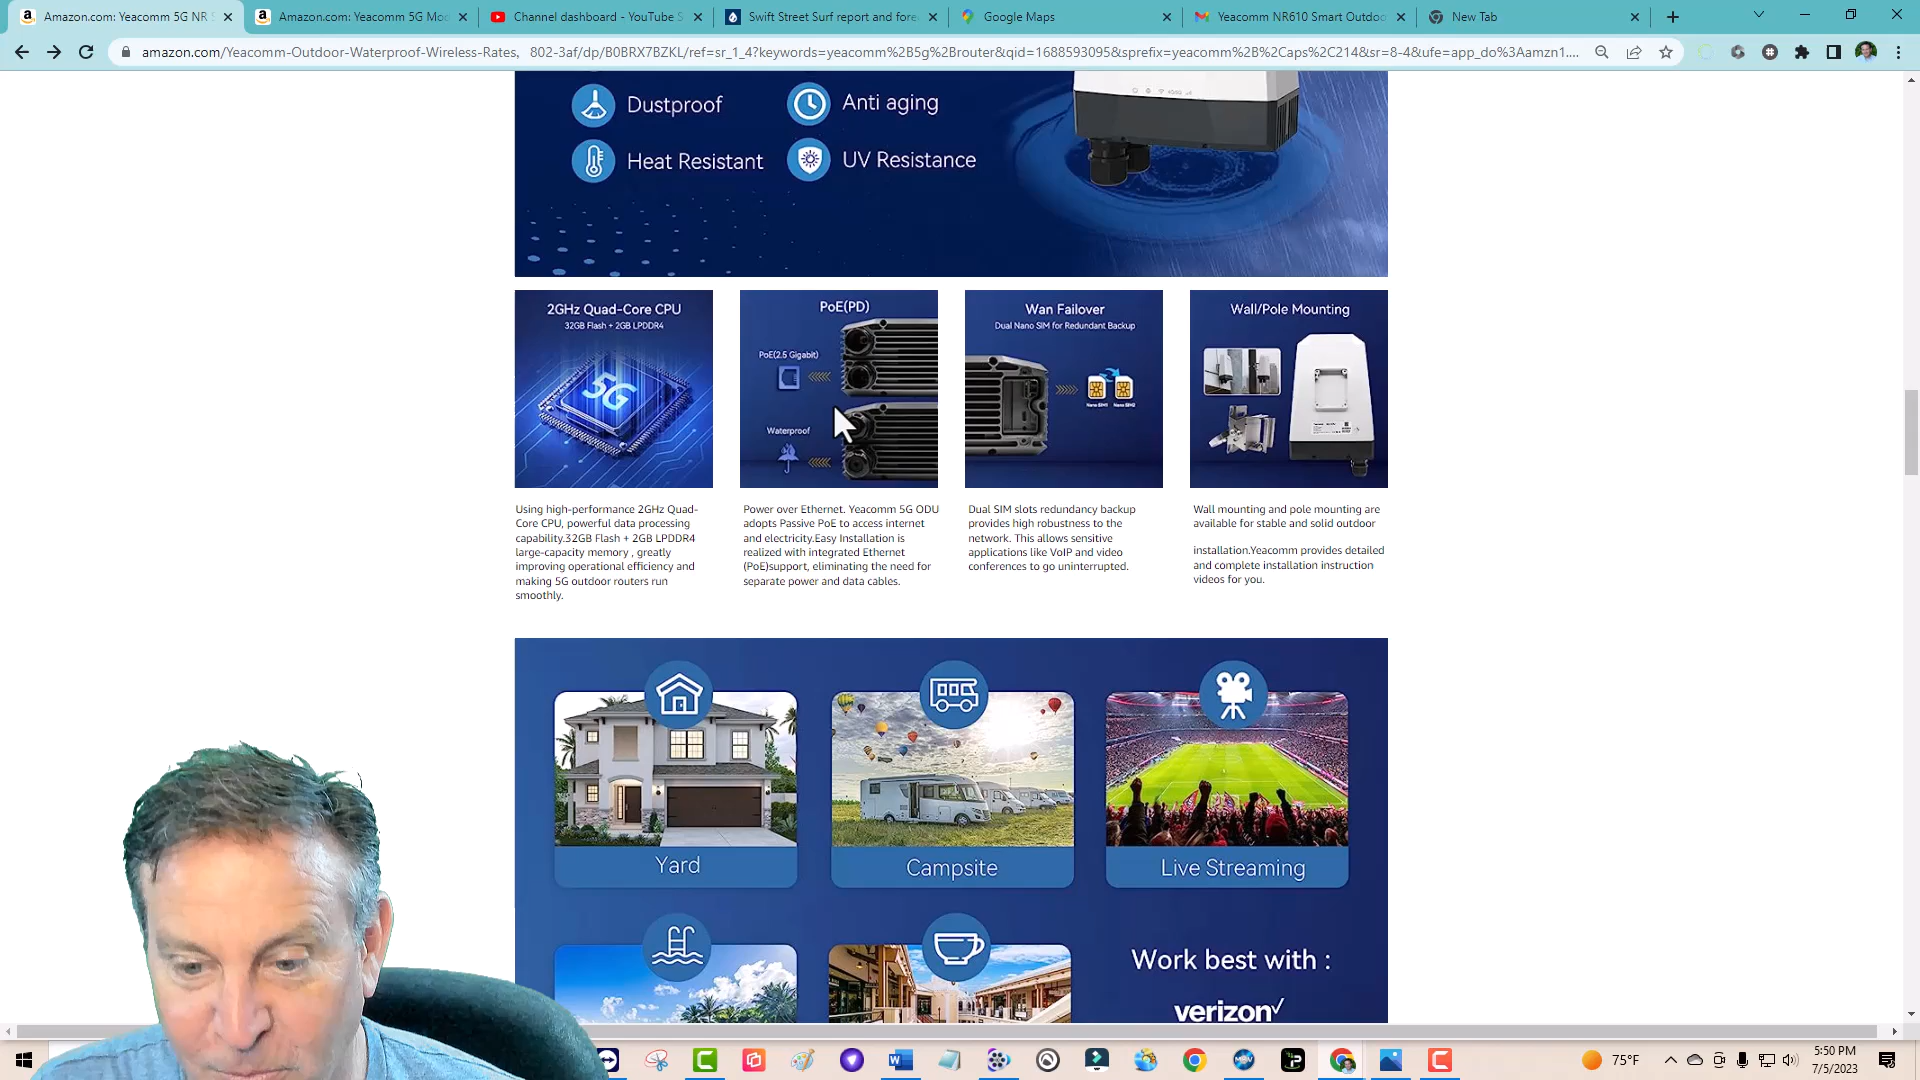 Amazon.com: Yeacomm 5G NR S
Amazon.com: Yeacomm 5G Moc
Channel dashboard - YouTube S
Swift Street Surf report and fore
Google Maps
Yeacomm NR610 Smart Outdoo
New Tab
amazon.com/Yeacomm-Outdoor-Waterproof-Wireless-Rates, 802-3af/dp/B0BRX7BZKL/ref=sr_1_4?keywords=yeacomm%2B5g%2Brouter&qid=1688593095&sprefix=yeacomm%2B%2Caps%2C214&sr=8-4&ufe=app_do%3Aamzn1....
Dustproof
Anti aging
Heat Resistant
UV Resistance
2GHz Quad-Core CPU
32GB Flash + 2GB LPDDR4
5G
PoE(PD)
PoE(2.5 Gigabit)
Waterproof
Wan Failover
Dual Nano SIM for Redundant Backup
Nano SIM1 Nano SIM2
Wall/Pole Mounting
Using high-performance 2GHz Quad-
Core CPU, powerful data processing
capability.32GB Flash + 2GB LPDDR4
large-capacity memory , greatly
improving operational efficiency and
making 5G outdoor routers run
smoothly.
Power over Ethernet. Yeacomm 5G ODU
adopts Passive PoE to access internet
and electricity.Easy Installation is
realized with integrated Ethernet
(PoE)support, eliminating the need for
separate power and data cables.
Dual SIM slots redundancy backup
provides high robustness to the
network. This allows sensitive
applications like VoIP and video
conferences to go uninterrupted.
Wall mounting and pole mounting are
available for stable and solid outdoor
installation.Yeacomm provides detailed
and complete installation instruction
videos for you.
Yard
Campsite
Live Streaming
Work best with :
verizon✓
75°F
5:50 PM
7/5/2023